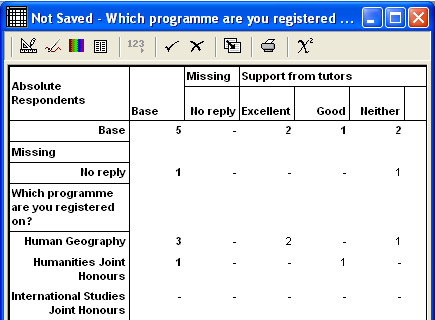 Not Saved - Which programme are you registered ...
123
χ²
Absolute
Respondents
Base
Missing
No reply
Support from tutors
Excellent
Good
Neither
Base 5 - 2 1 2
Missing
No reply 1 - - - 1
Which programme
are you registered
on?
Human Geography 3 - 2 - 1
Humanities Joint
Honours 1 - - 1 -
International Studies
Joint Honours - - - - -